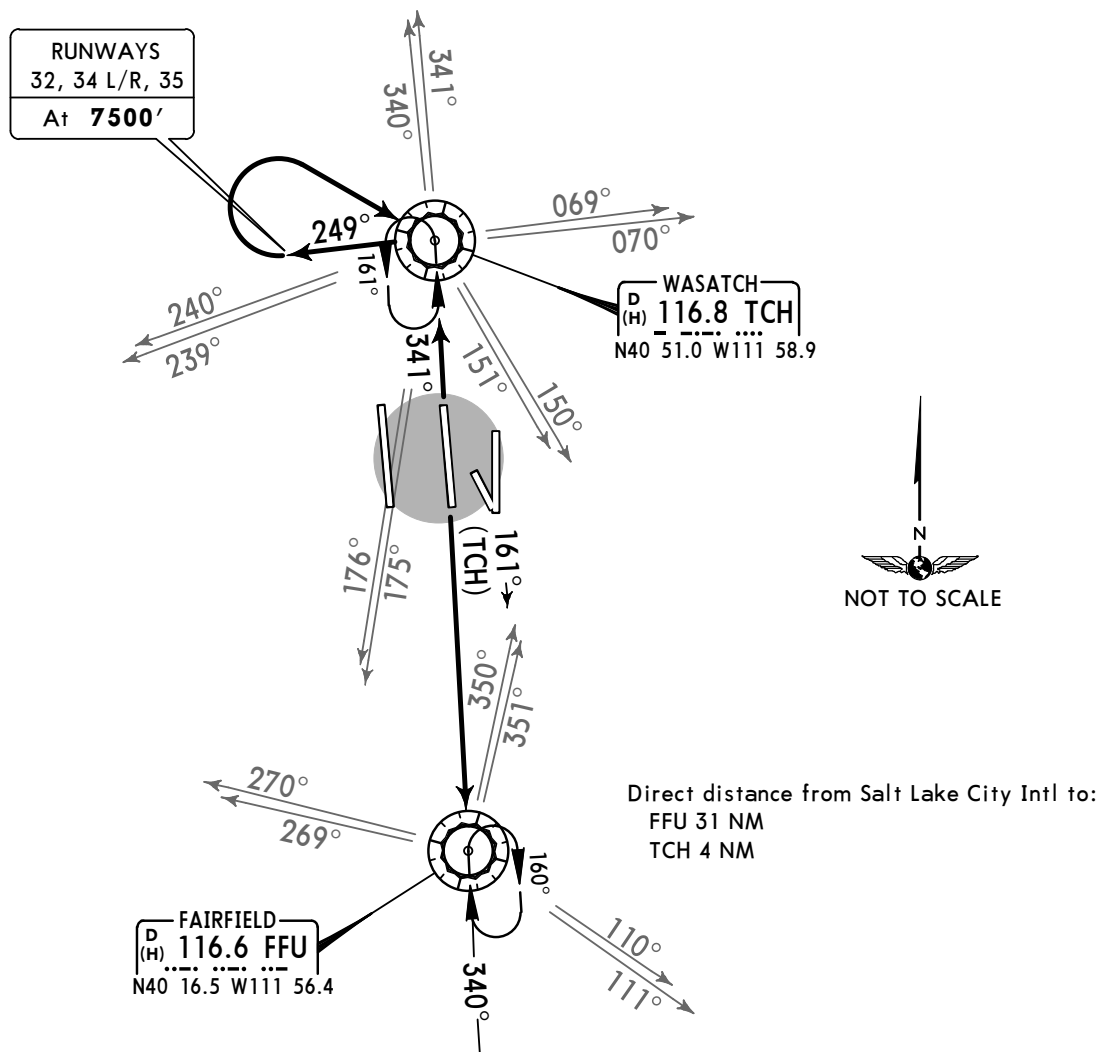 RUNWAYS
32, 34 L/R, 35
At 7500′
341°
340°
069°
070°
249°
161°
240°
239°
WASATCH
D
(H) 116.8 TCH
N40 51.0 W111 58.9
341°
151°
150°
176°
175°
161°
(TCH)
N
NOT TO SCALE
350°
351°
270°
269°
Direct distance from Salt Lake City Intl to:
FFU 31 NM
TCH 4 NM
160°
FAIRFIELD
D
(H) 116.6 FFU
N40 16.5 W111 56.4
110°
111°
340°